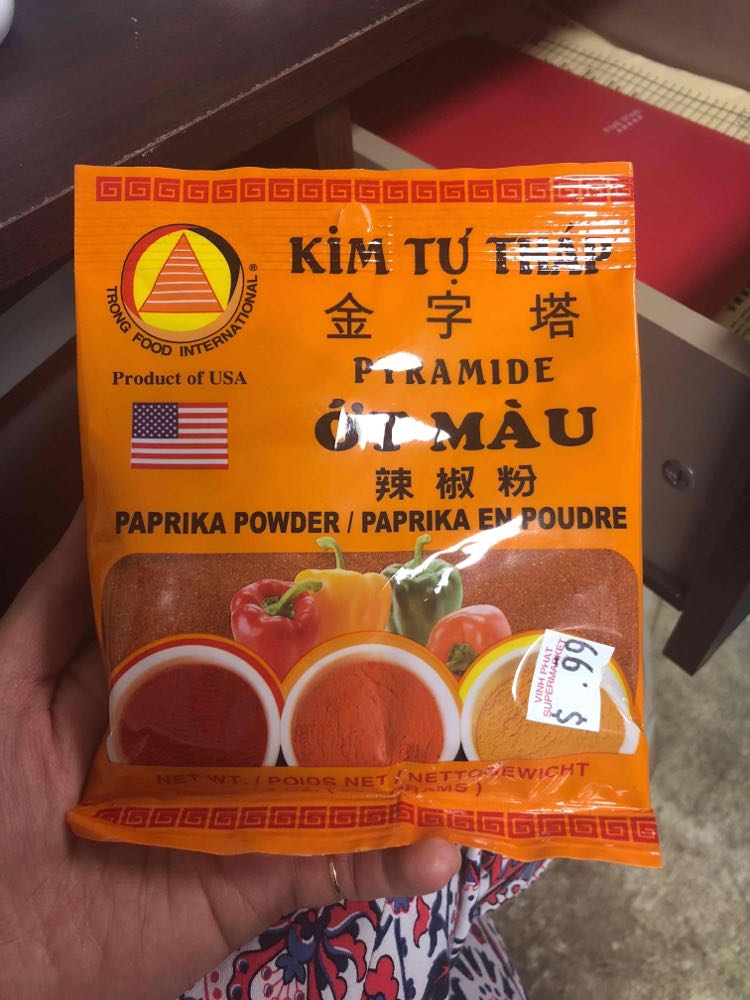 KIM TỰ THÁP
金字塔
PYRAMIDE
TRONG FOOD INTERNATIONAL®
Product of USA
ỚT MÀU
辣椒粉
PAPRIKA POWDER / PAPRIKA EN POUDRE
VINH PHAT
SUPERMARKET
$ .99
NET WT. / POIDS NET / NETTOGEWICHT